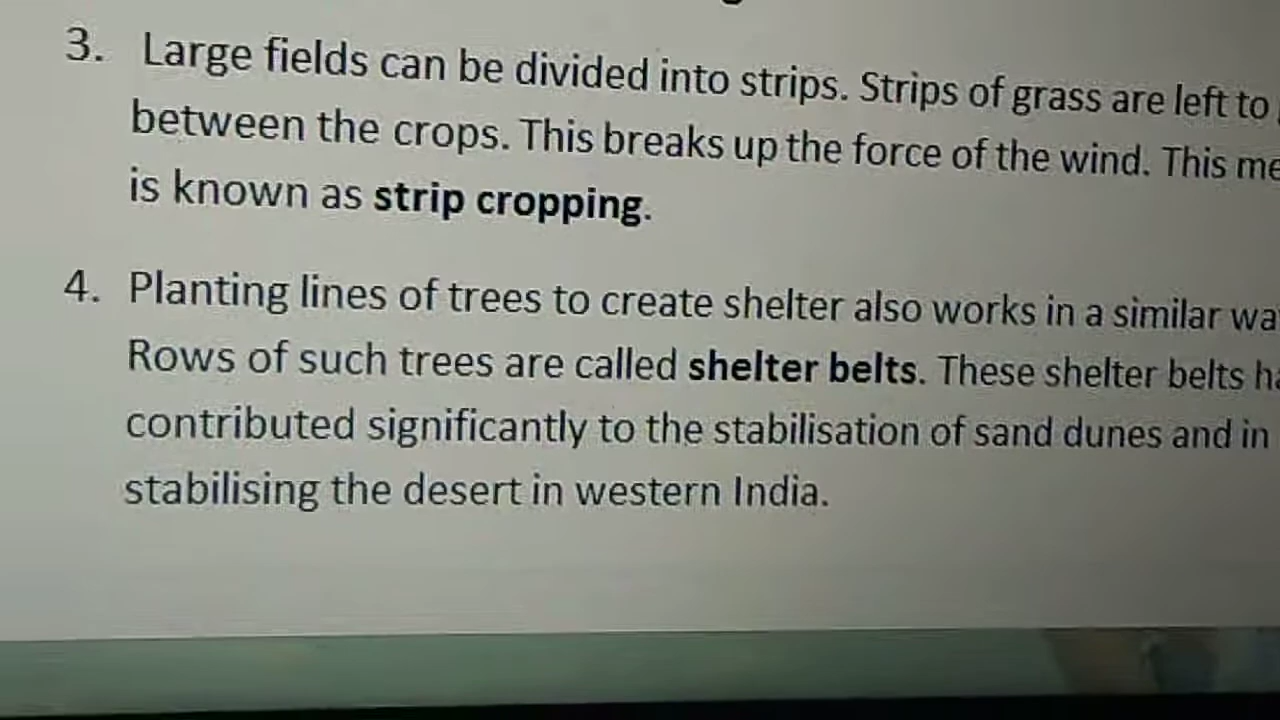 3. Large fields can be divided into strips. Strips of grass are left to
between the crops. This breaks up the force of the wind. This
is known as strip cropping.
4. Planting lines of trees to create shelter also works in a similar
Rows of such trees are called shelter belts. These shelter belts
contributed significantly to the stabilisation of sand dunes and in
stabilising the desert in western India.